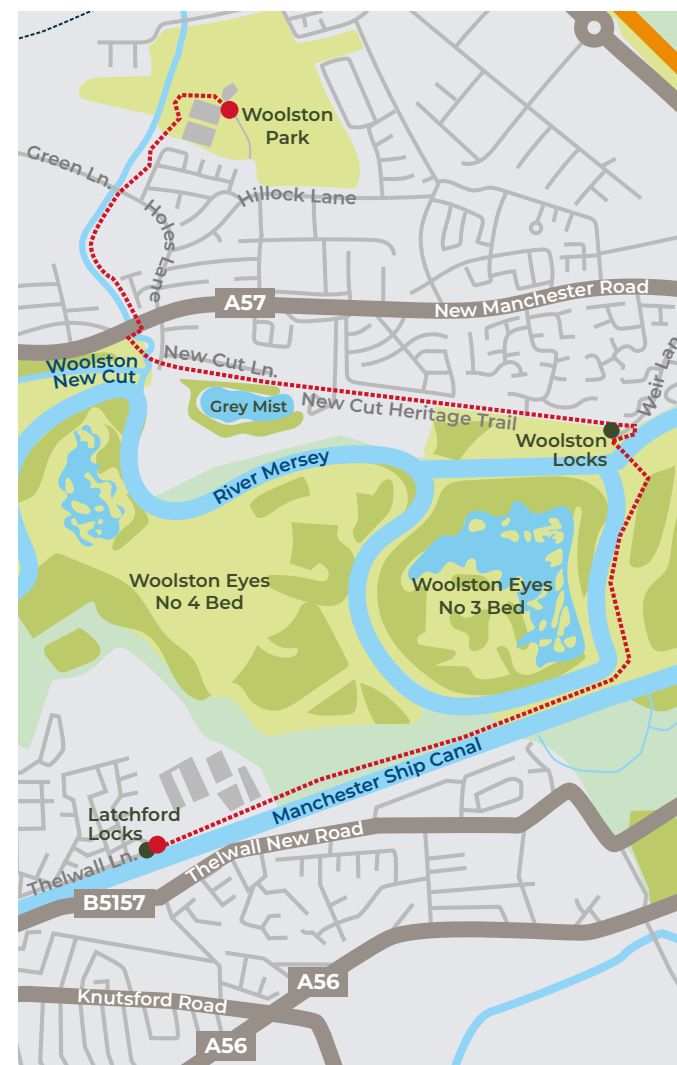 Woolston
Park
Green Ln.
Hillock Lane
Holes Lane
A57
New Manchester Road
Woolston
New Cut
New Cut Ln.
Weir Lan
Grey Mist
New Cut Heritage Trail
Woolston
Locks
River Mersey
Woolston Eyes
No 4 Bed
Woolston Eyes
No 3 Bed
Manchester Ship Canal
Latchford
Locks
Thelwall New Road
Thelwall Ln.
B5157
A56
Knutsford Road
A56